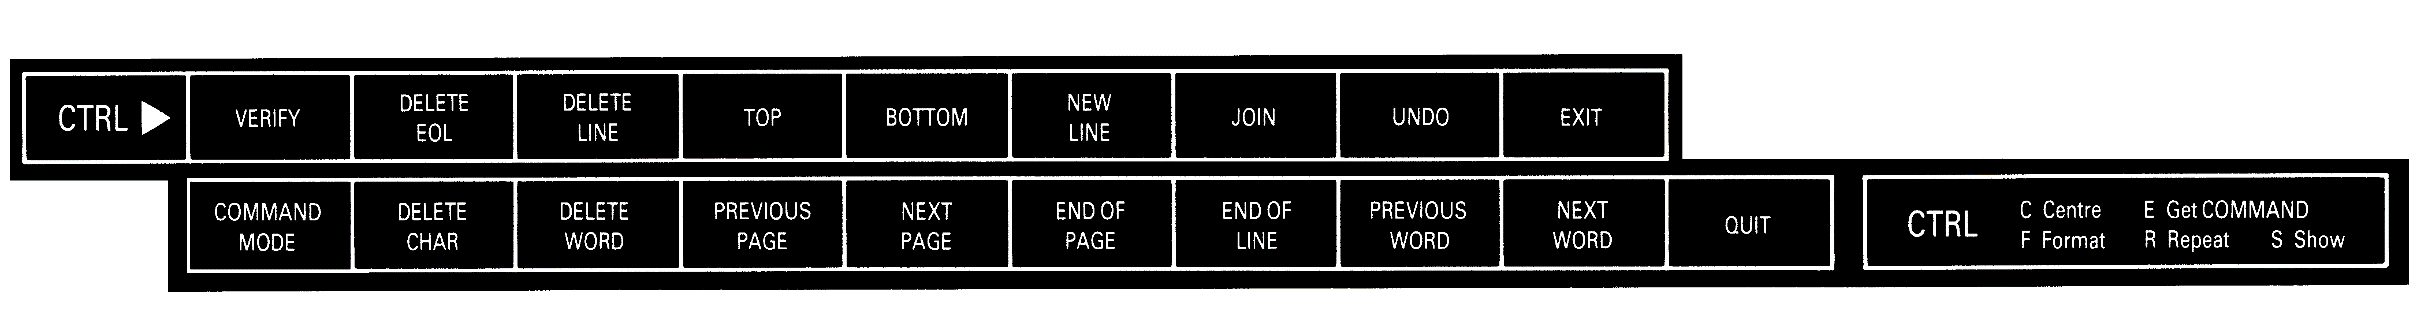 CTRL ▶
VERIFY
DELETE
EOL
DELETE
LINE
TOP
BOTTOM
NEW
LINE
JOIN
UNDO
EXIT
COMMAND
MODE
DELETE
CHAR
DELETE
WORD
PREVIOUS
PAGE
NEXT
PAGE
END OF
PAGE
END OF
LINE
PREVIOUS
WORD
NEXT
WORD
QUIT
CTRL
C Centre E Get COMMAND
F Format R Repeat S Show